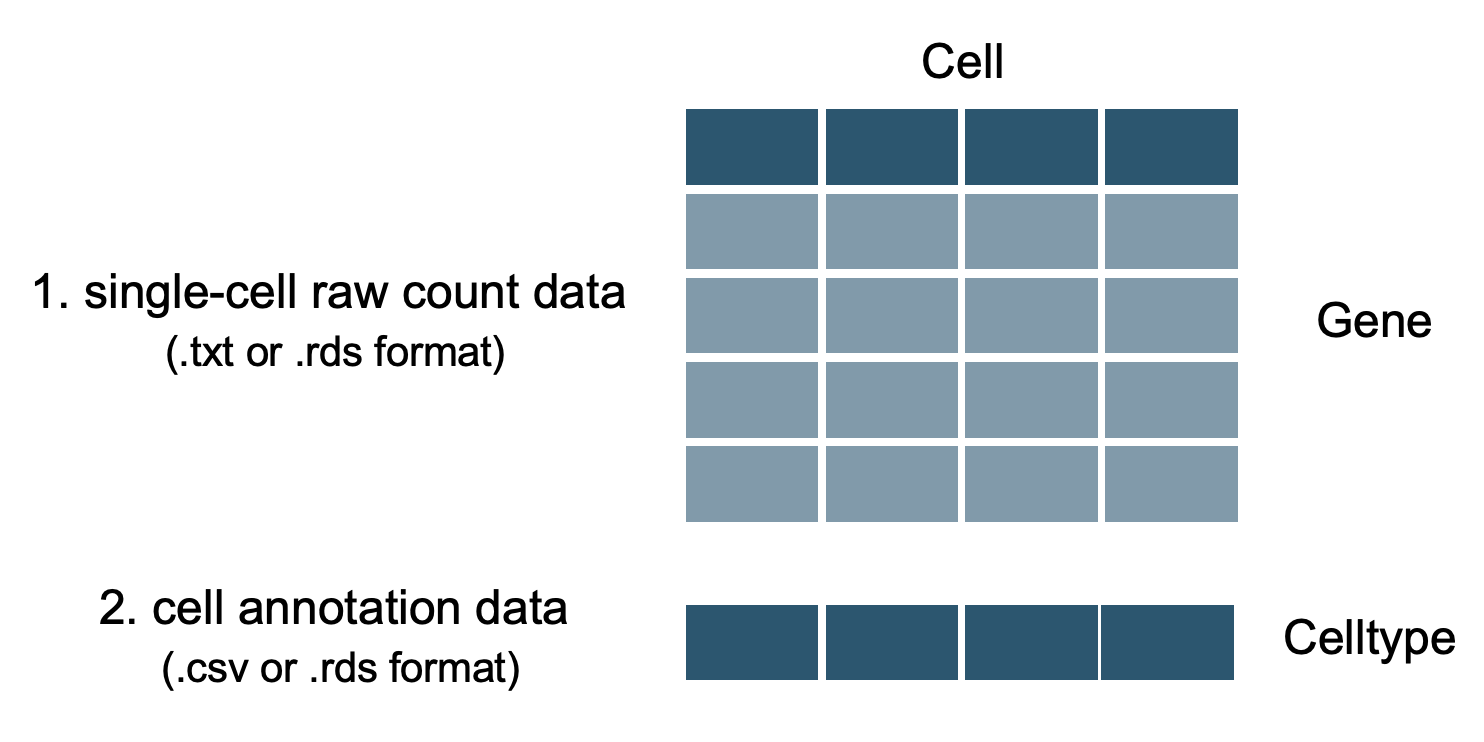 Cell
1. single-cell raw count data
(.txt or .rds format)
Gene
2. cell annotation data
(.csv or .rds format)
Celltype